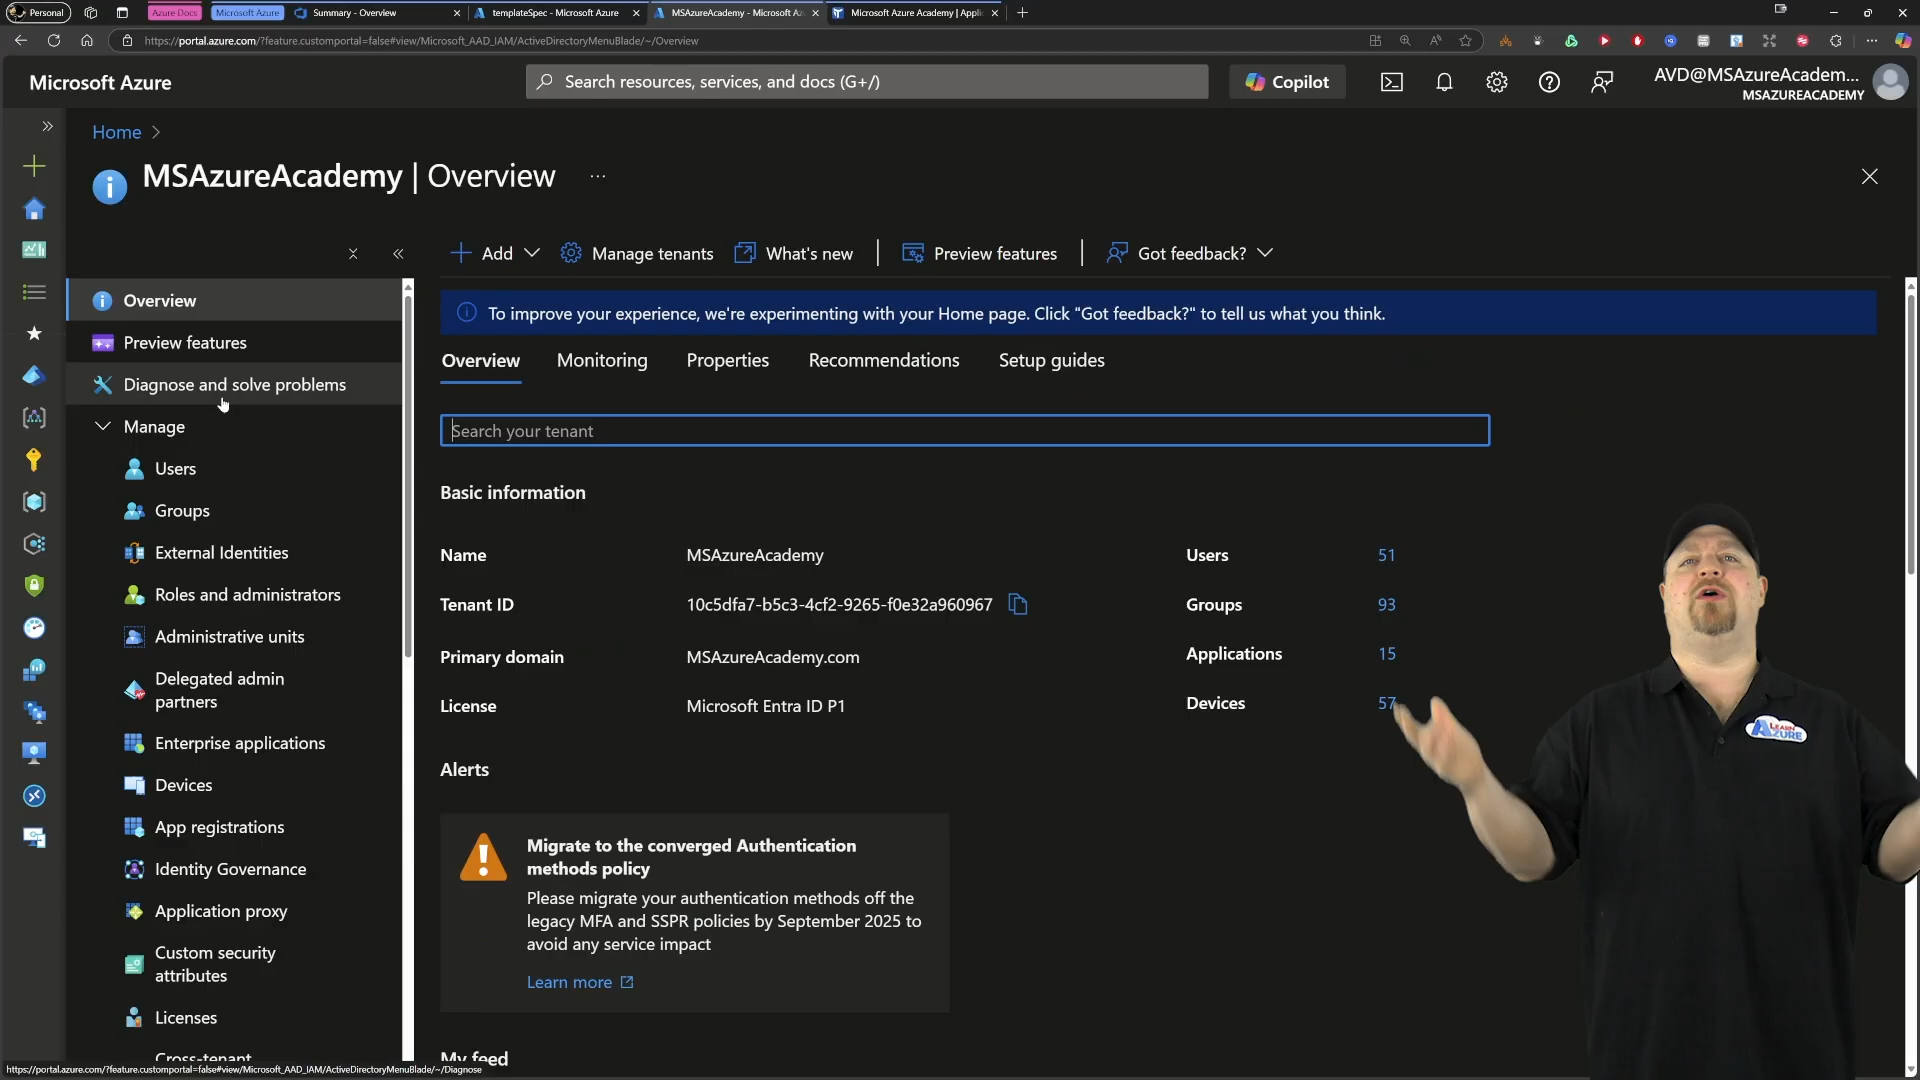 Personal
Azure Docs
Microsoft Azure
Summary - Overview
templateSpec - Microsoft Azure
MSAzureAcademy - Microsoft Az
Microsoft Azure Academy | Appli
https://portal.azure.com/?feature.customportal=false#view/Microsoft_AAD_IAM/ActiveDirectoryMenuBlade/~/Overview
Microsoft Azure
Search resources, services, and docs (G+/)
Copilot
AVD@MSAzureAcadem...
MSAZUREACADEMY
Home
MSAzureAcademy | Overview
Add
Manage tenants
What's new
Preview features
Got feedback?
Overview
Preview features
Diagnose and solve problems
Manage
Users
Groups
External Identities
Roles and administrators
Administrative units
Delegated admin
partners
Enterprise applications
Devices
App registrations
Identity Governance
Application proxy
Custom security
attributes
Licenses
Cross-tenant
To improve your experience, we're experimenting with your Home page. Click "Got feedback?" to tell us what you think.
Overview
Monitoring
Properties
Recommendations
Setup guides
Search your tenant
Basic information
Name MSAzureAcademy
Tenant ID 10c5dfa7-b5c3-4cf2-9265-f0e32a960967
Primary domain MSAzureAcademy.com
License Microsoft Entra ID P1
Users 51
Groups 93
Applications 15
Devices 57
Alerts
Migrate to the converged Authentication
methods policy
Please migrate your authentication methods off the
legacy MFA and SSPR policies by September 2025 to
avoid any service impact
Learn more
My feed
LEARN
AZURE
https://portal.azure.com/?feature.customportal=false#view/Microsoft_AAD_IAM/ActiveDirectoryMenuBlade/~/Diagnose